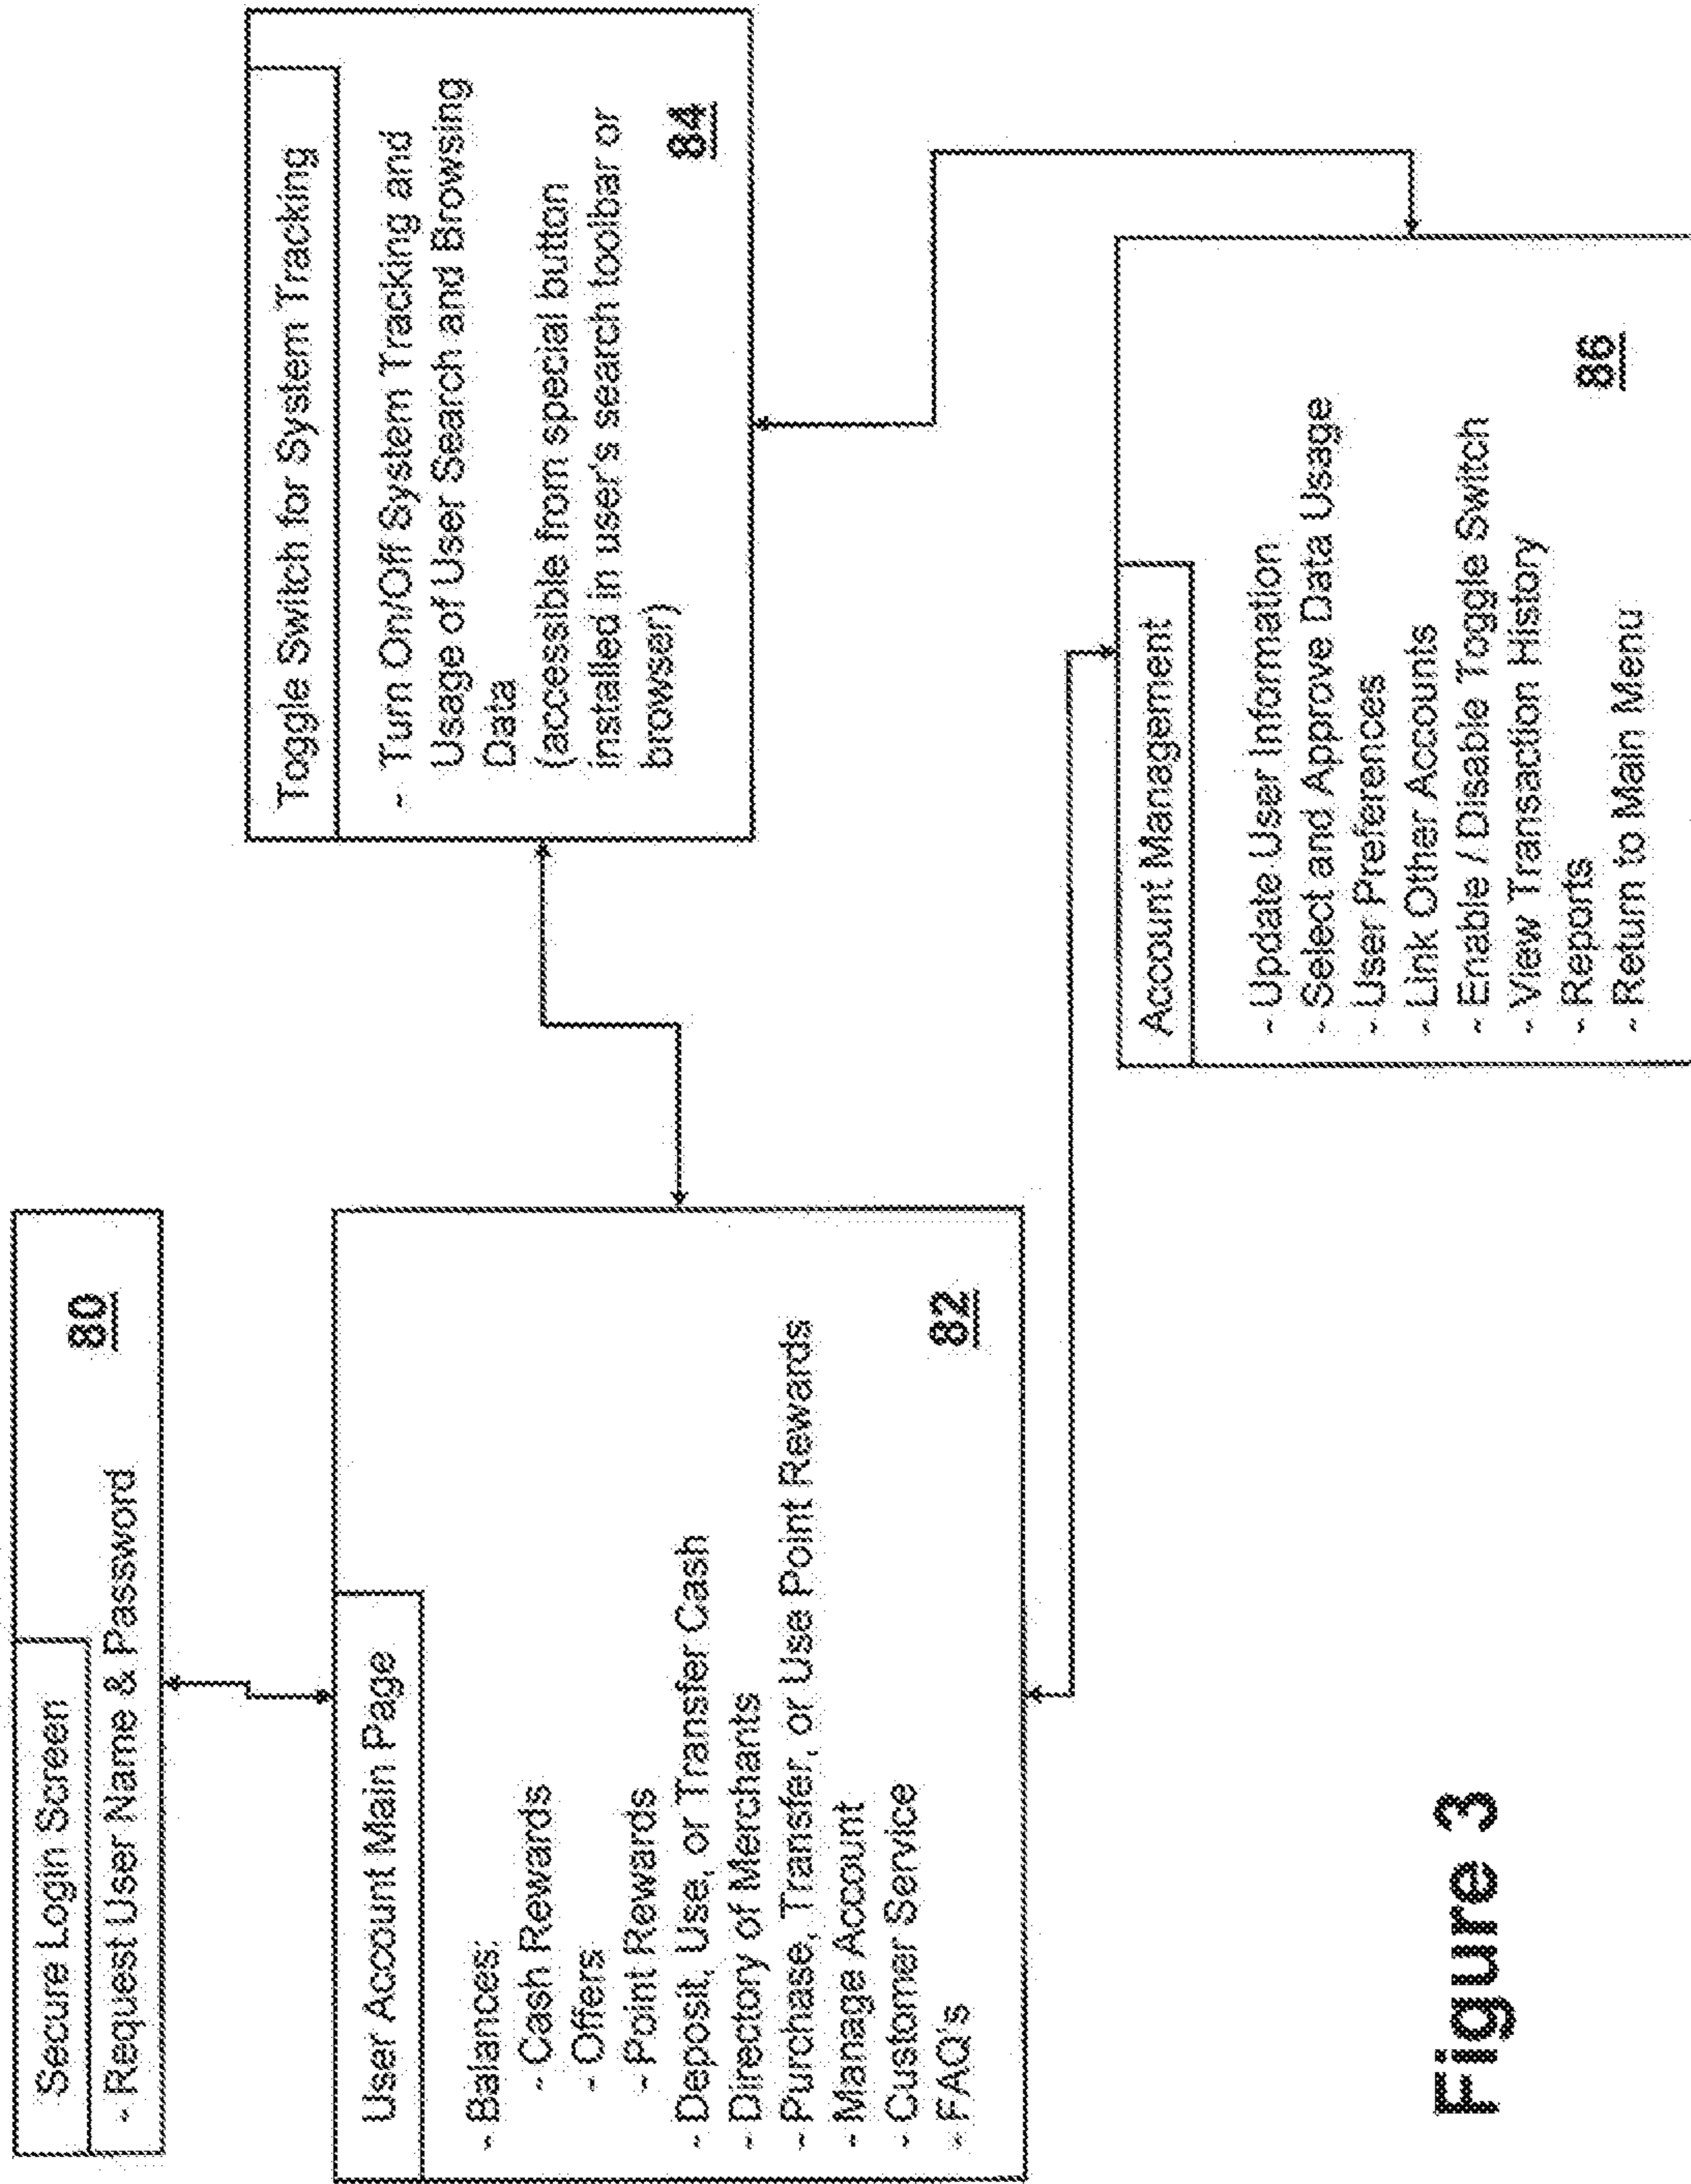 Secure Login Screen
- Request User Name & Password
80
User Account Main Page
- Balances:
- Cash Rewards
- Offers
- Point Rewards
- Deposit, Use, or Transfer Cash
- Directory of Merchants
- Purchase, Transfer, or Use Point Rewards
- Manage Account
- Customer Service
- FAQ's
82
Toggle Switch for System Tracking
- Turn On/Off System Tracking and
Usage of User Search and Browsing
Data
(accessible from special button
installed in user's search toolbar or
browser)
84
Account Management
- Update User Information
- Select and Approve Data Usage
- User Preferences
- Link Other Accounts
- Enable / Disable Toggle Switch
- View Transaction History
- Reports
- Return to Main Menu
86
Figure 3